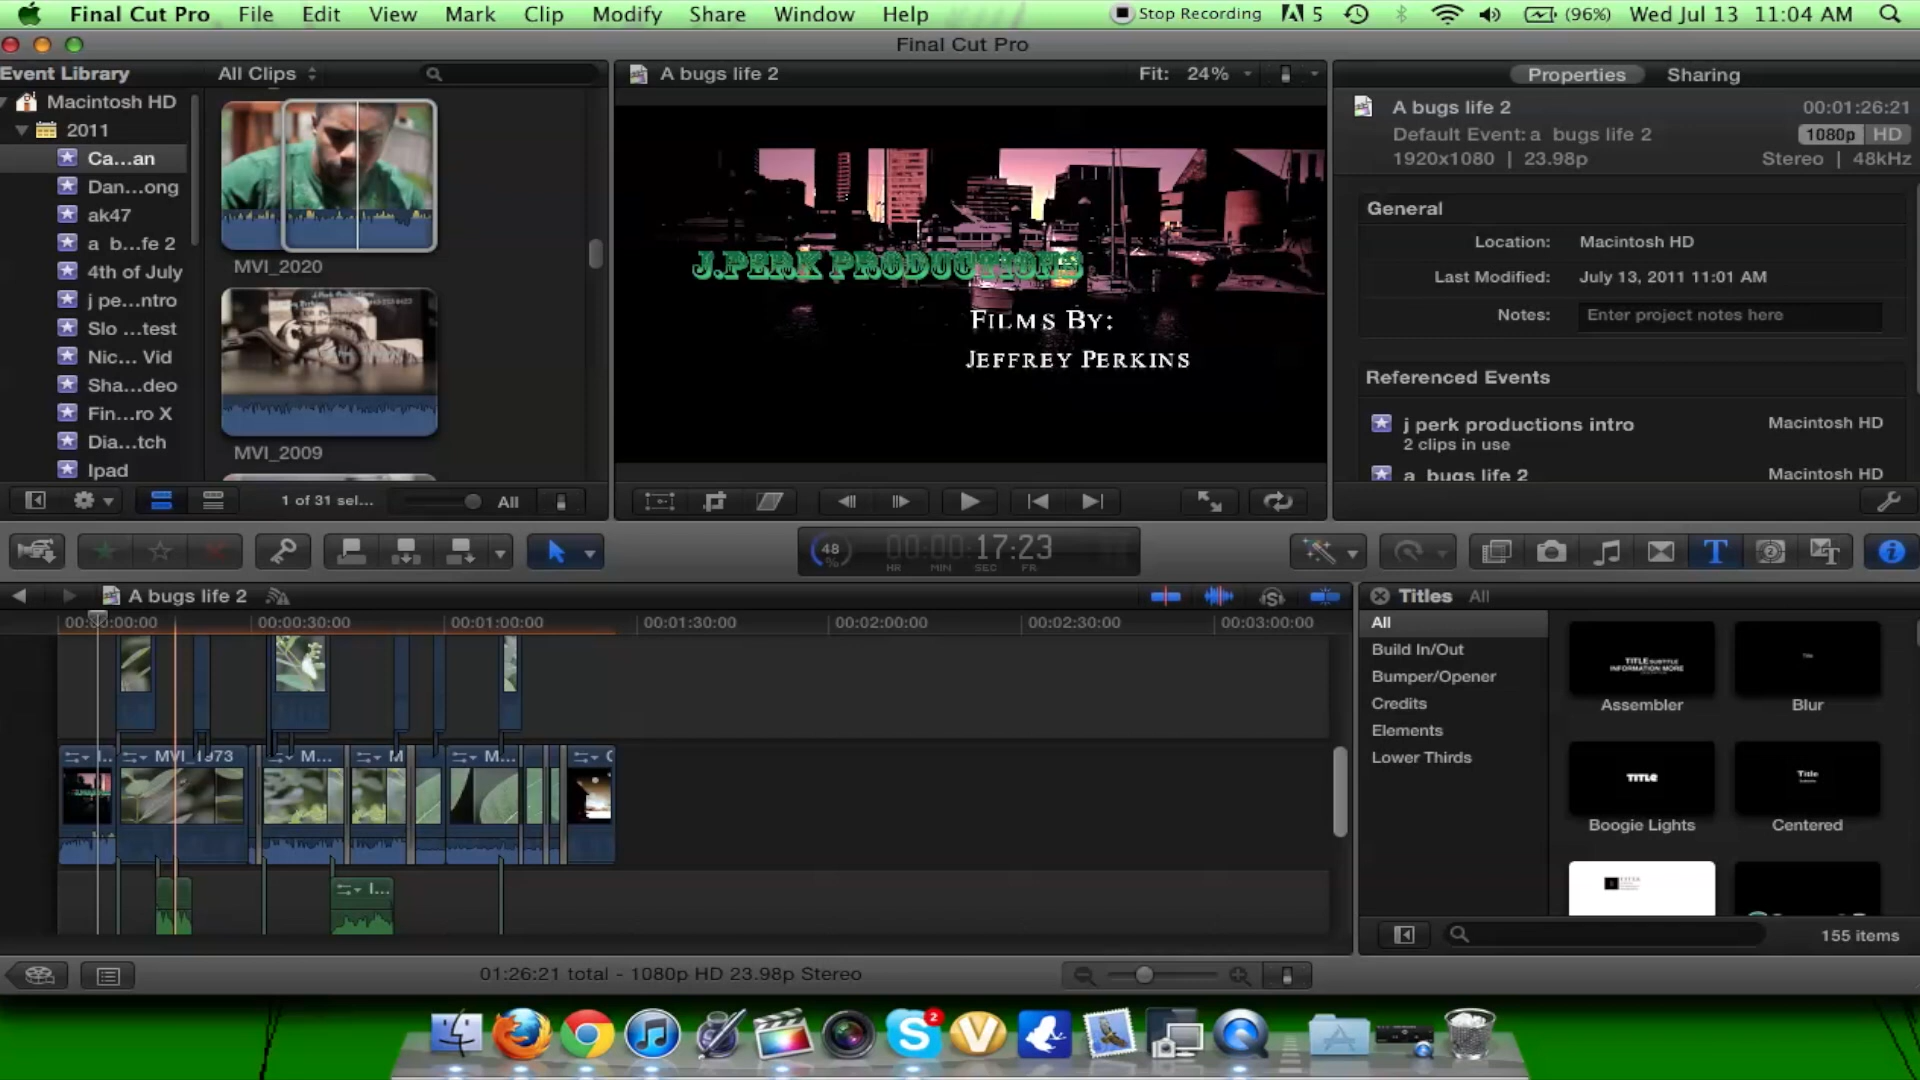 Final Cut Pro File Edit View Mark Clip Modify Share Window Help Stop Recording 5 (96%) Wed Jul 13 11:04 AM
Final Cut Pro
Event Library
All Clips
A bugs life 2
Fit: 24%
Properties Sharing
Macintosh HD
2011
Ca...an
Dan...ong
ak47
a b...fe 2
4th of July
j pe...ntro
Slo ...test
Nic... Vid
Sha...deo
Fin...ro X
Dia...tch
Ipad
MVI_2020
MVI_2009
1 of 31 sel...
All
J.PERK PRODUCTIONS
FILMS BY:
JEFFREY PERKINS
A bugs life 2 00:01:26:21
Default Event: a bugs life 2 1080p HD
1920x1080 | 23.98p Stereo | 48kHz
General
Location: Macintosh HD
Last Modified: July 13, 2011 11:01 AM
Notes: Enter project notes here
Referenced Events
j perk productions intro Macintosh HD
2 clips in use
a bugs life 2 Macintosh HD
48 % 00:00:17:23
HR MIN SEC FR
A bugs life 2
00:00:00:00 00:00:30:00 00:01:00:00 00:01:30:00 00:02:00:00 00:02:30:00 00:03:00:00
I... MVI_1973 M... M M... C
I...
Titles All
All
Build In/Out
Bumper/Opener
Credits
Elements
Lower Thirds
TITLE SUBTITLE
INFORMATION MORE
Assembler
Title
Blur
TITLE
Boogie Lights
Title
Centered
155 items
01:26:21 total - 1080p HD 23.98p Stereo
S 2
V